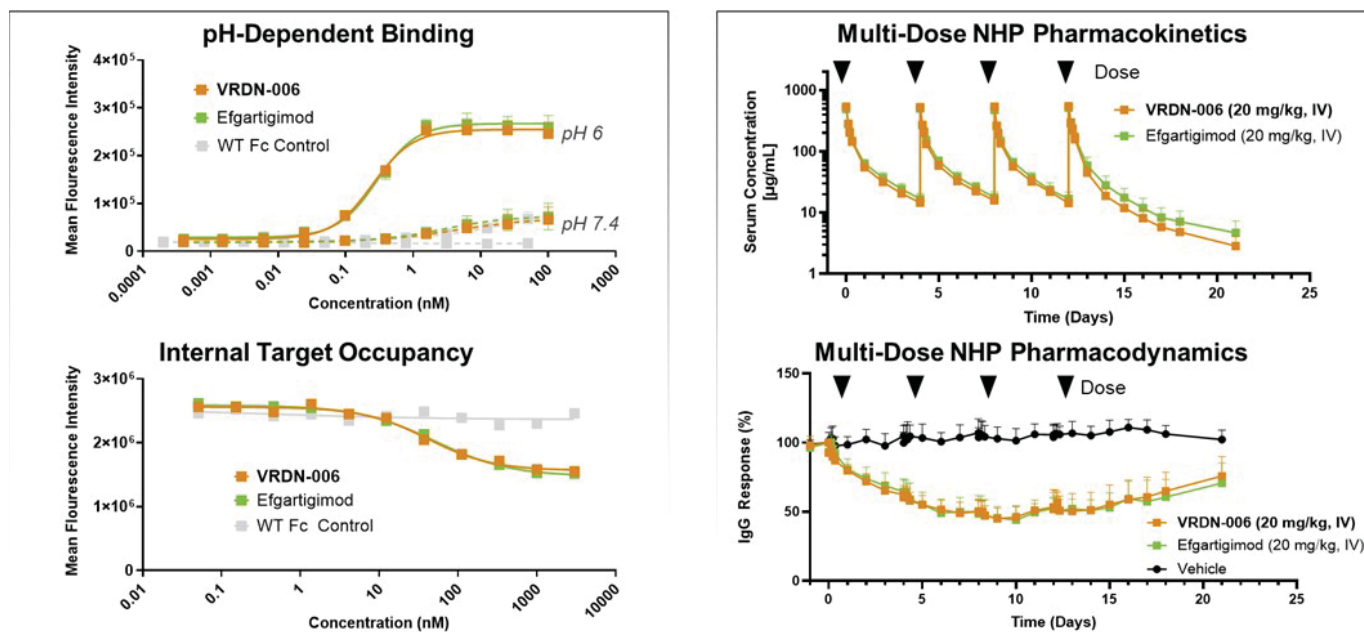 pH-Dependent Binding
Mean Flourescence Intensity
4×10⁵
3×10⁵
2×10⁵
1×10⁵
0
VRDN-006
Efgartigimod
WT Fc Control
pH 6
pH 7.4
0.0001
0.001
0.01
0.1
1
10
100
1000
Concentration (nM)
Internal Target Occupancy
Mean Flourescence Intensity
3×10⁶
2×10⁶
1×10⁶
0
VRDN-006
Efgartigimod
WT Fc Control
0.01
0.1
1
10
100
1000
10000
Concentration (nM)
Multi-Dose NHP Pharmacokinetics
Dose
Serum Concentration
[µg/mL]
1000
100
10
1
VRDN-006 (20 mg/kg, IV)
Efgartigimod (20 mg/kg, IV)
0
5
10
15
20
25
Time (Days)
Multi-Dose NHP Pharmacodynamics
Dose
IgG Response (%)
150
100
50
0
VRDN-006 (20 mg/kg, IV)
Efgartigimod (20 mg/kg, IV)
Vehicle
0
5
10
15
20
25
Time (Days)